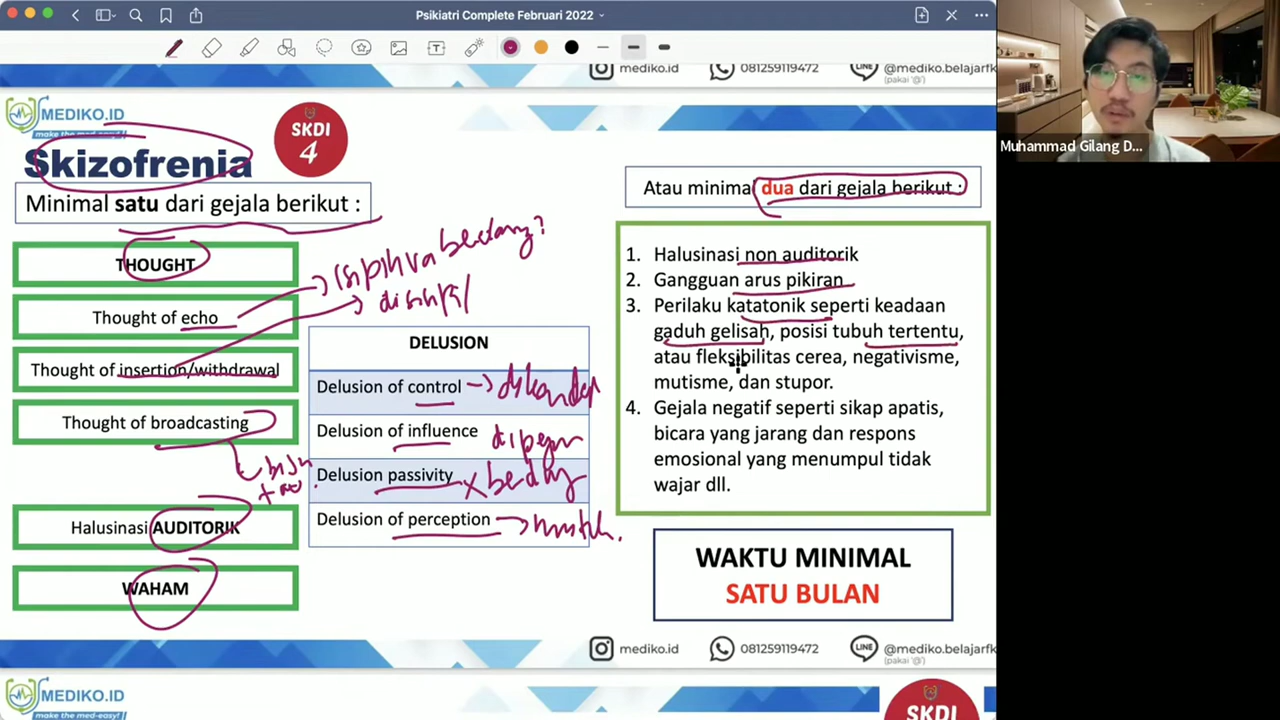 Psikiatri Complete Februari 2022
mediko.id
081259119472
@mediko.belajarfk
(pakai '@')
MEDIKO.ID
make the med-easy!
Skizofrenia
SKDI
4
Minimal satu dari gejala berikut :
THOUGHT
Thought of echo
Thought of insertion/withdrawal
Thought of broadcasting
Halusinasi AUDITORIK
WAHAM
berulang?
DELUSION
Delusion of control
Delusion of influence
Delusion passivity
Delusion of perception
Atau minimal dua dari gejala berikut :
1. Halusinasi non auditorik
2. Gangguan arus pikiran
3. Perilaku katatonik seperti keadaan
gaduh gelisah, posisi tubuh tertentu,
atau fleksibilitas cerea, negativisme,
mutisme, dan stupor.
4. Gejala negatif seperti sikap apatis,
bicara yang jarang dan respons
emosional yang menumpul tidak
wajar dll.
WAKTU MINIMAL
SATU BULAN
mediko.id
081259119472
@mediko.belajarfk
(pakai '@')
MEDIKO.ID
make the med-easy!
SKDI
Muhammad Gilang D...